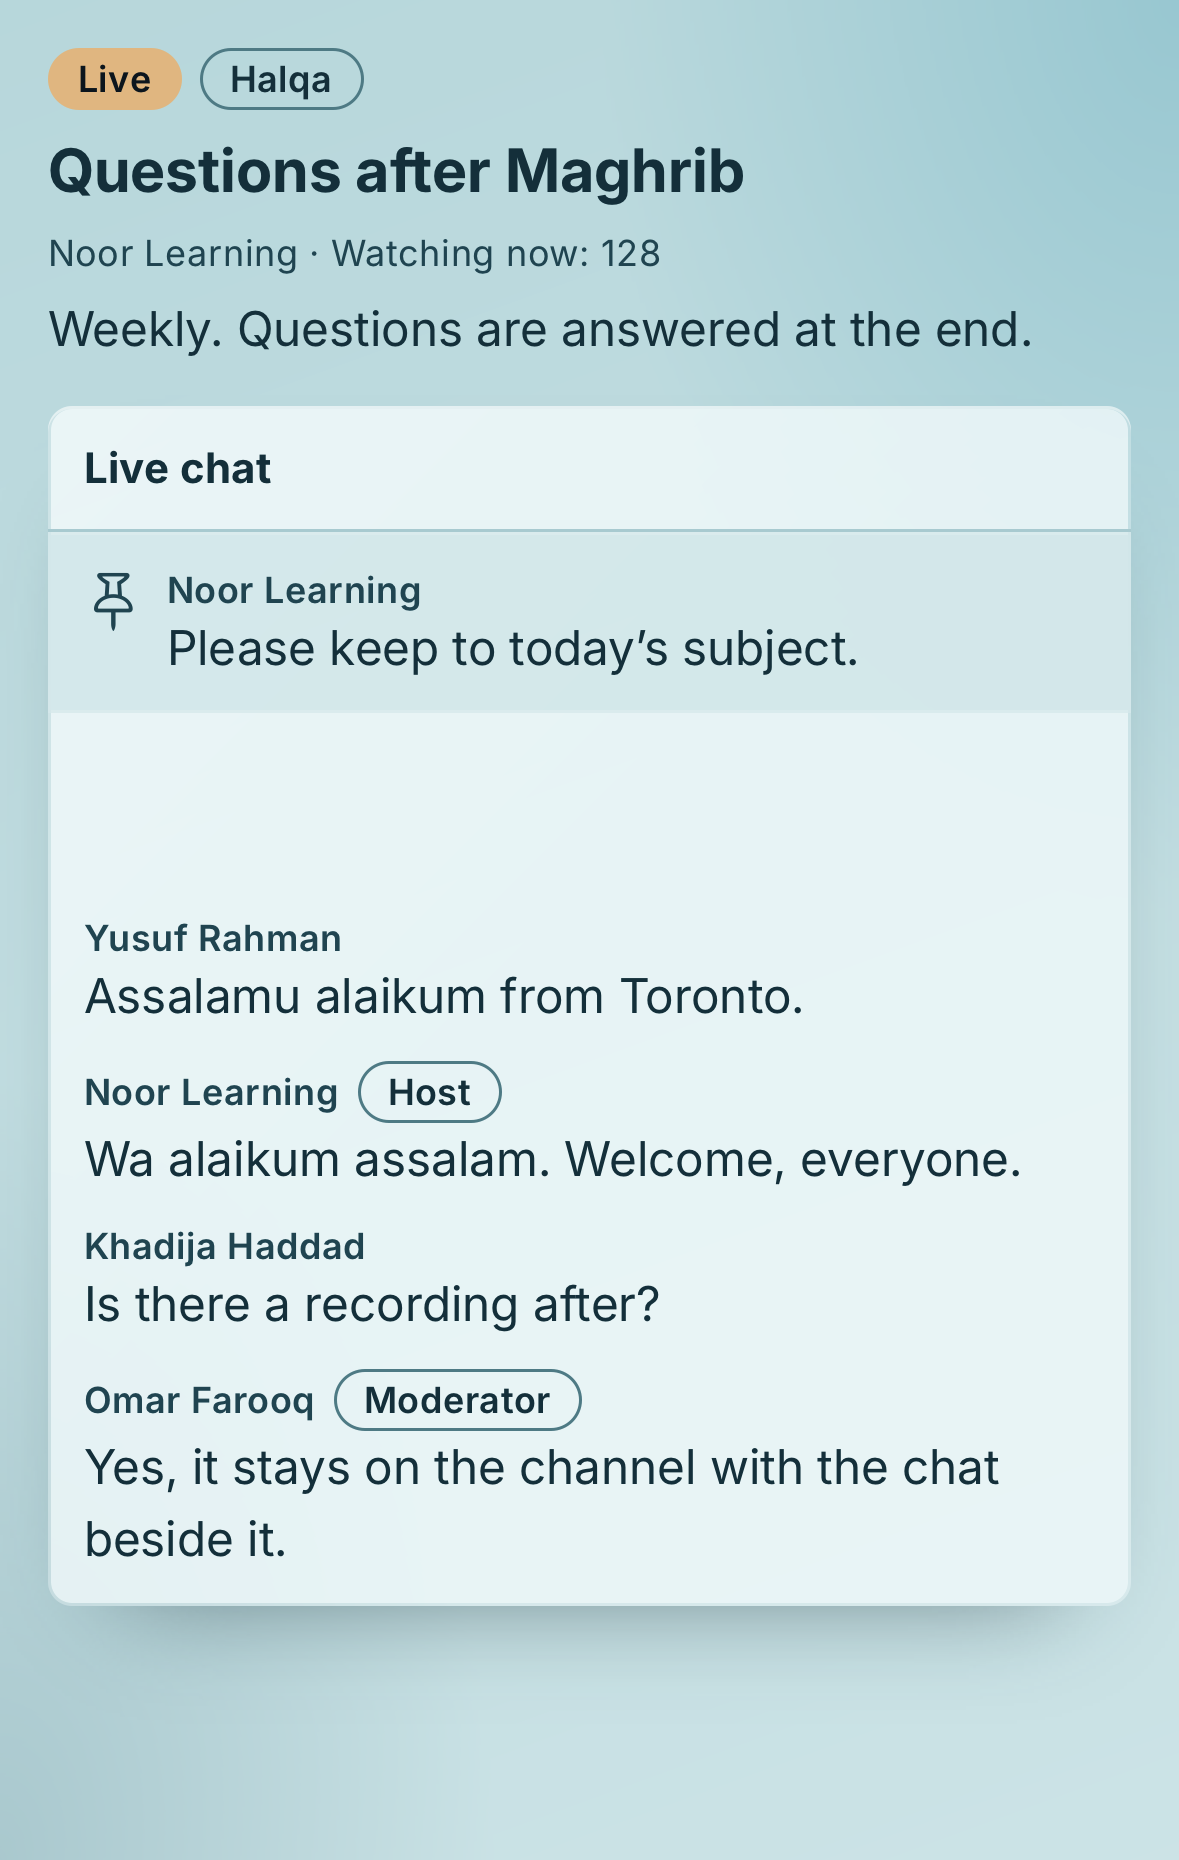 Live
Halqa
Questions after Maghrib
Noor Learning · Watching now: 128
Weekly. Questions are answered at the end.
Live chat
Noor Learning
Please keep to today’s subject.
Yusuf Rahman
Assalamu alaikum from Toronto.
Noor Learning Host
Wa alaikum assalam. Welcome, everyone.
Khadija Haddad
Is there a recording after?
Omar Farooq Moderator
Yes, it stays on the channel with the chat
beside it.